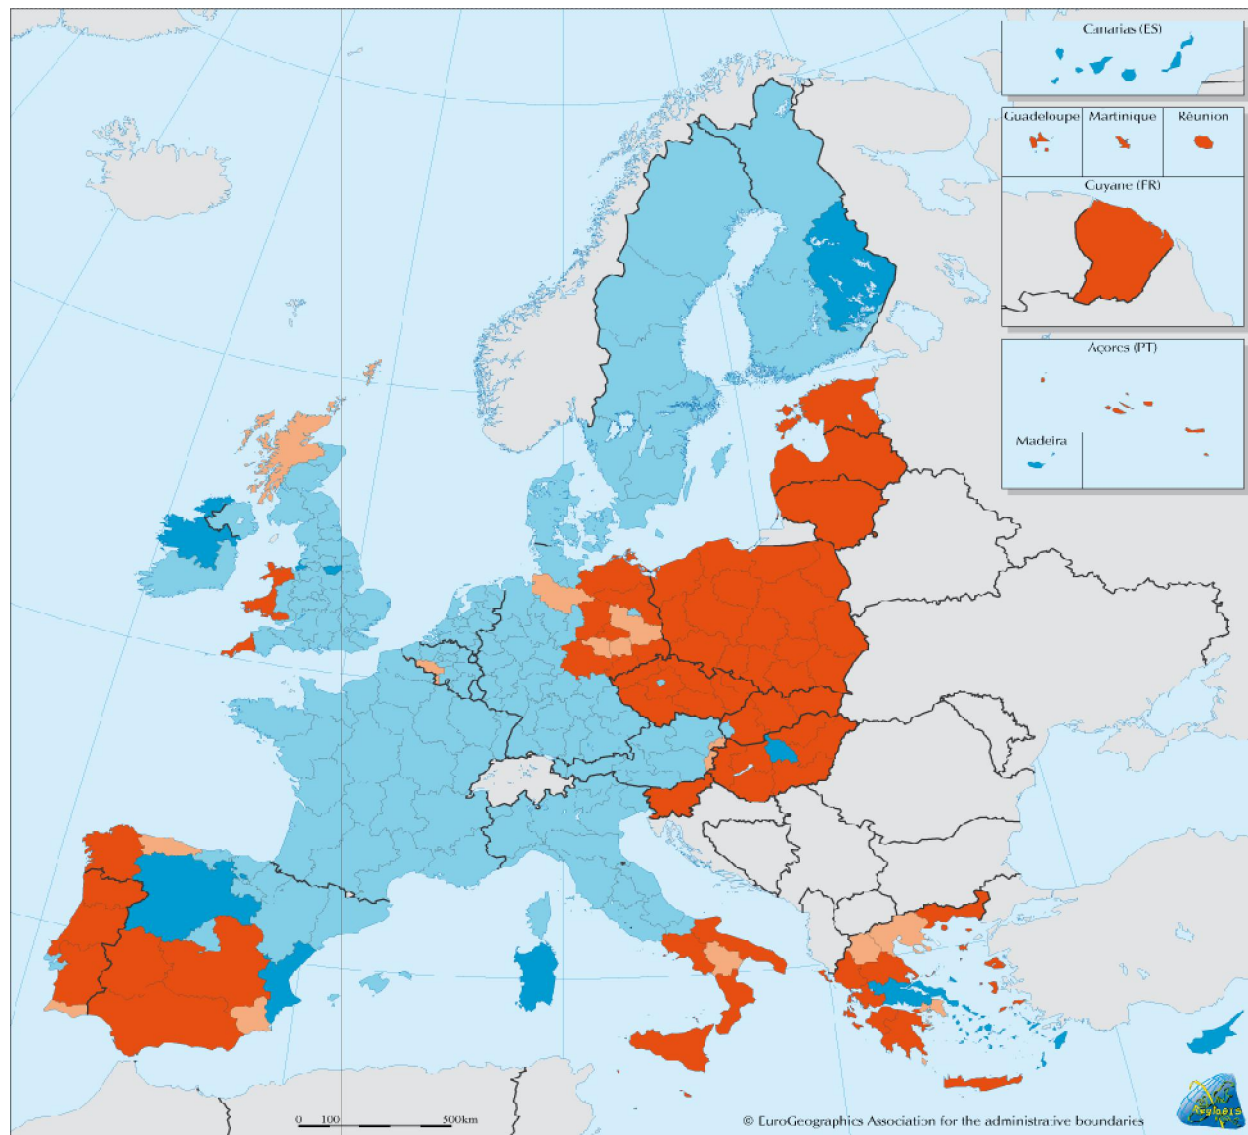 Canarias (ES)
Guadeloupe Martinique Réunion
Guyane (FR)
Açores (PT)
Madeira
0 100 500km
© EuroGeographics Association for the administrative boundaries